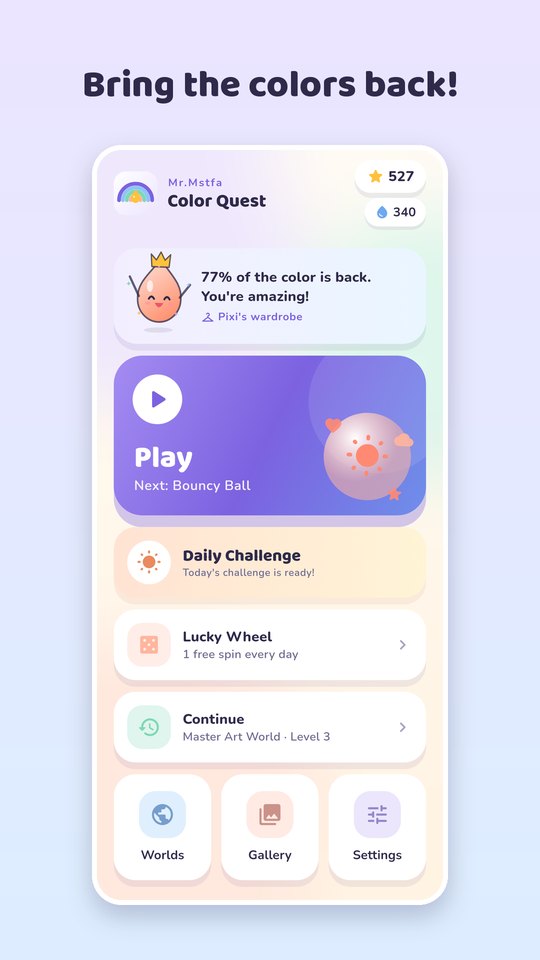 Bring the colors back!
Mr.Mstfa
Color Quest
527
340
77% of the color is back.
You're amazing!
Pixi's wardrobe
Play
Next: Bouncy Ball
Daily Challenge
Today's challenge is ready!
Lucky Wheel
1 free spin every day
Continue
Master Art World · Level 3
Worlds
Gallery
Settings